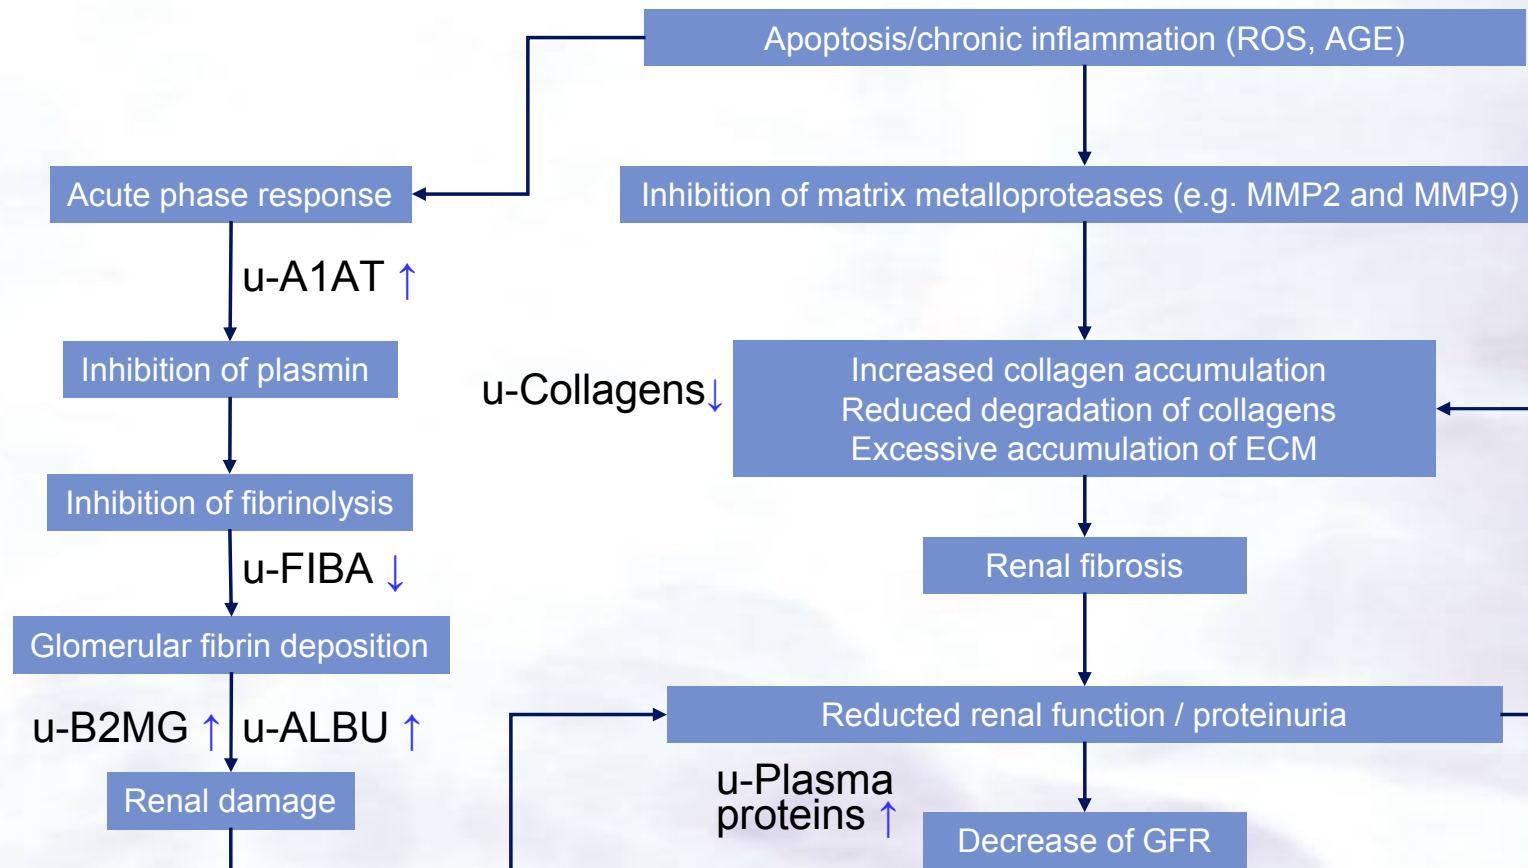 Apoptosis/chronic inflammation (ROS, AGE)
Acute phase response
Inhibition of matrix metalloproteases (e.g. MMP2 and MMP9)
u-A1AT ↑
Inhibition of plasmin
u-Collagens↓
Increased collagen accumulation
Reduced degradation of collagens
Excessive accumulation of ECM
Inhibition of fibrinolysis
u-FIBA ↓
Renal fibrosis
Glomerular fibrin deposition
u-B2MG ↑ u-ALBU ↑
Reducted renal function / proteinuria
Renal damage
u-Plasma
proteins ↑
Decrease of GFR